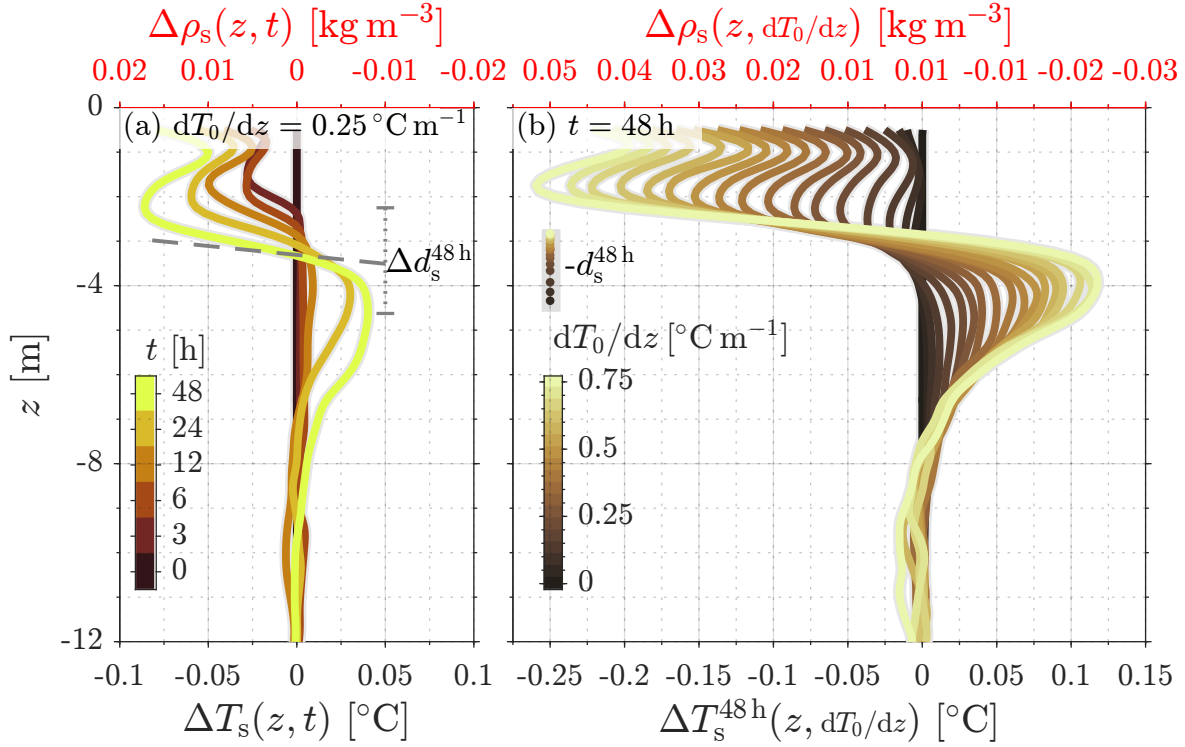 Δρs(z, t) [kg m−3]
0.02 0.01 0 -0.01 -0.02
Δρs(z, dT0/dz) [kg m−3]
0.05 0.04 0.03 0.02 0.01 0.01 -0.01 -0.02 -0.03
(a) dT0/dz = 0.25 °C m−1
(b) t = 48 h
z [m]
0
-4
-8
-12
Δds48 h
t [h]
48
24
12
6
3
0
-ds48 h
dT0/dz [°C m−1]
0.75
0.5
0.25
0
-0.1 -0.05 0 0.05 0.1
ΔTs(z, t) [°C]
-0.25 -0.2 -0.15 -0.1 -0.05 0 0.05 0.1 0.15
ΔTs48 h(z, dT0/dz) [°C]